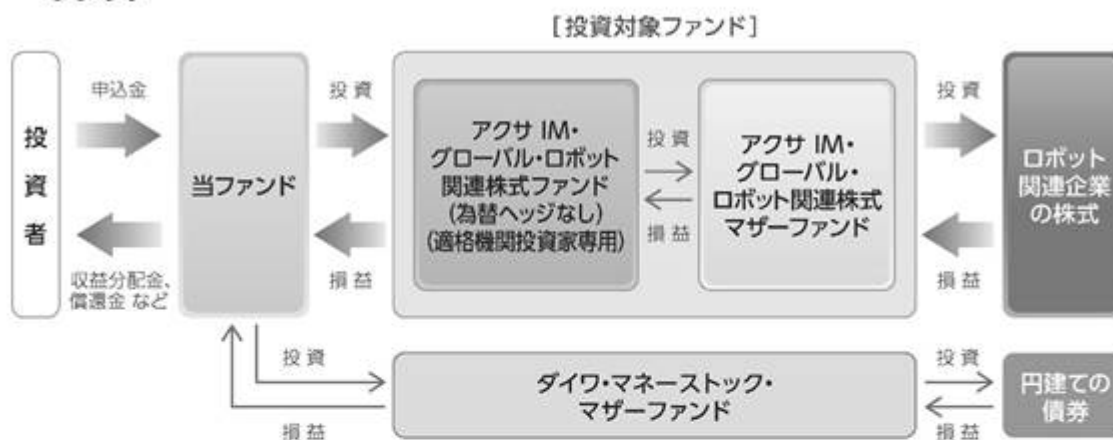 [投資対象ファンド]
投資者
申込金
収益分配金、
償還金 など
当ファンド
投資
損益
アクサ IM・
グローバル・ロボット
関連株式ファンド
(為替ヘッジなし)
(適格機関投資家専用)
投資
損益
アクサ IM・
グローバル・
ロボット関連株式
マザーファンド
投資
損益
ロボット
関連企業
の株式
投資
損益
ダイワ・マネーストック・
マザーファンド
投資
損益
円建ての
債券